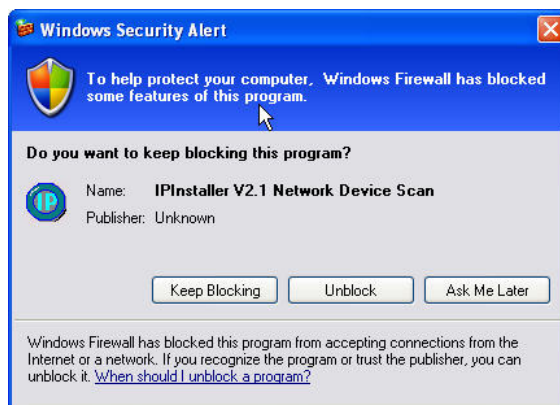 Windows Security Alert
To help protect your computer, Windows Firewall has blocked
some features of this program.
Do you want to keep blocking this program?
IP
Name: IPInstaller V2.1 Network Device Scan
Publisher: Unknown
Keep Blocking Unblock Ask Me Later
Windows Firewall has blocked this program from accepting connections from the
Internet or a network. If you recognize the program or trust the publisher, you can
unblock it. When should I unblock a program?